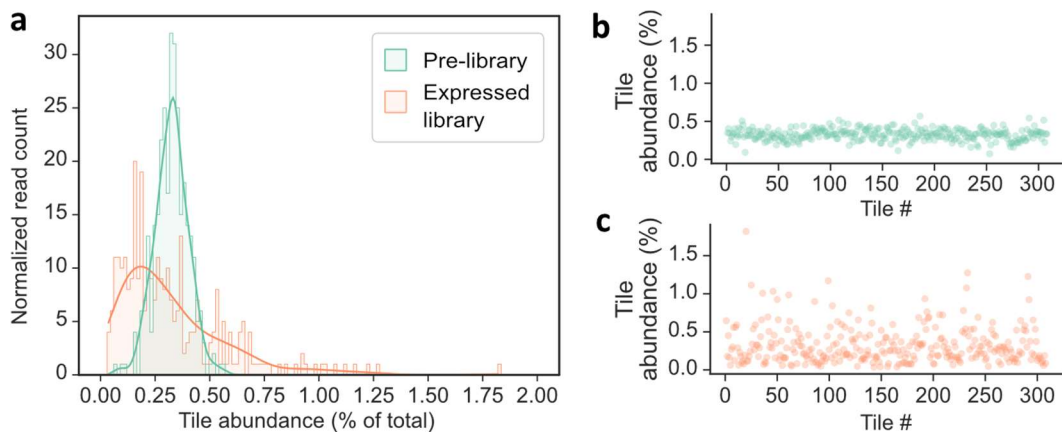 a
Normalized read count
30
25
20
15
10
5
0
Pre-library
Expressed
library
0.00 0.25 0.50 0.75 1.00 1.25 1.50 1.75 2.00
Tile abundance (% of total)
b
Tile
abundance (%)
1.5
1.0
0.5
0.0
0 50 100 150 200 250 300
Tile #
c
Tile
abundance (%)
1.5
1.0
0.5
0.0
0 50 100 150 200 250 300
Tile #